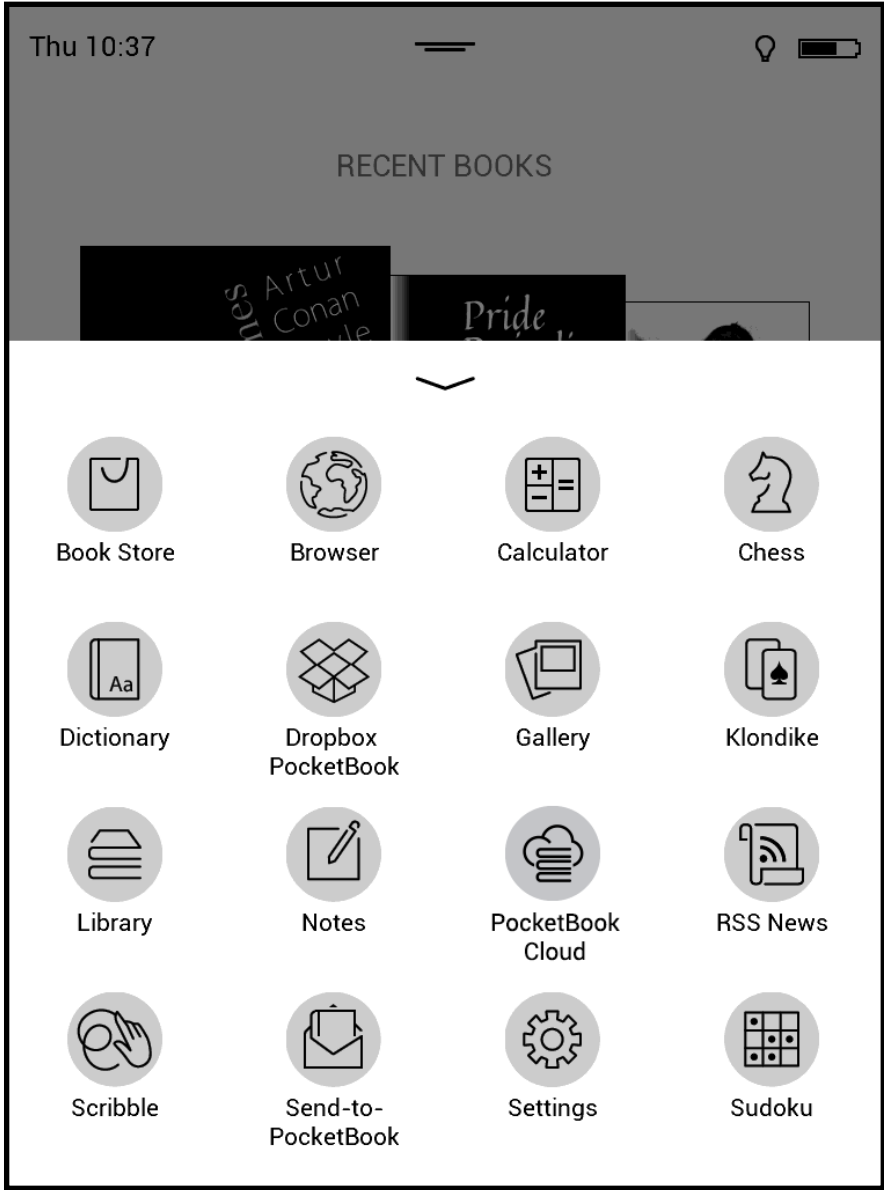 Thu 10:37
RECENT BOOKS
Artur
Conan
Pride
Book Store
Browser
Calculator
Chess
Aa
Dictionary
Dropbox
PocketBook
Gallery
Klondike
Library
Notes
PocketBook
Cloud
RSS News
Scribble
Send-to-
PocketBook
Settings
Sudoku